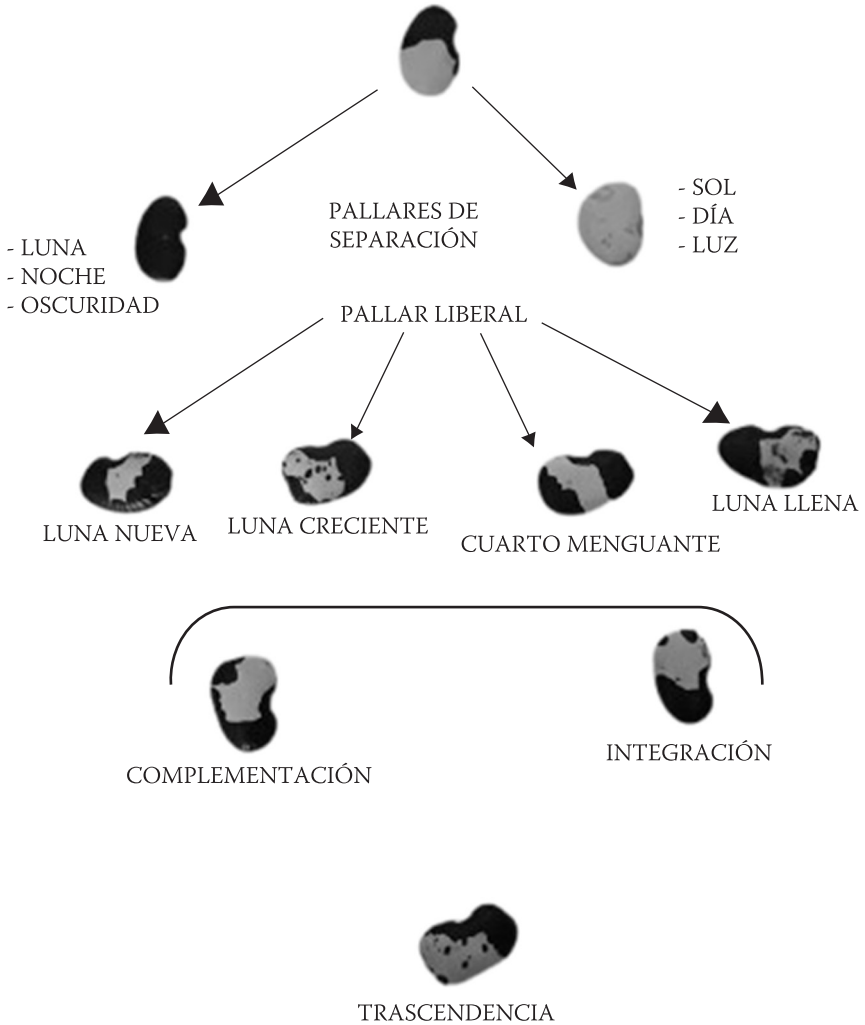 - SOL
- DÍA
- LUZ
PALLARES DE
SEPARACIÓN
- LUNA
- NOCHE
- OSCURIDAD
PALLAR LIBERAL
LUNA NUEVA
LUNA CRECIENTE
CUARTO MENGUANTE
LUNA LLENA
COMPLEMENTACIÓN
INTEGRACIÓN
TRASCENDENCIA